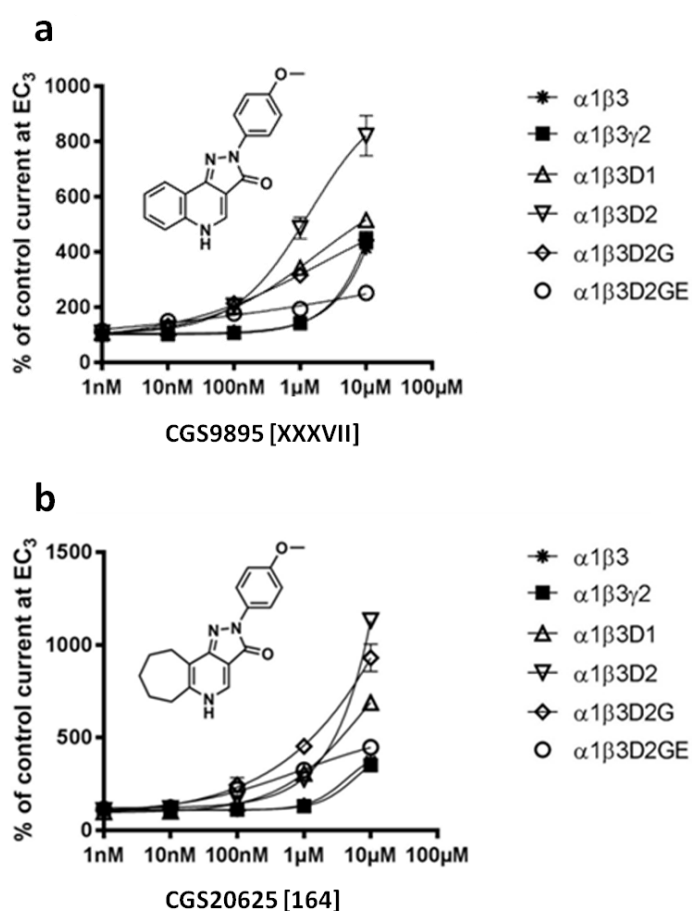 a
% of control current at EC3
1000
800
600
400
200
0
1nM 10nM 100nM 1µM 10µM 100µM
O
N N
O
N
H
α1β3
α1β3γ2
α1β3D1
α1β3D2
α1β3D2G
α1β3D2GE
CGS9895 [XXXVII]
b
% of control current at EC3
1500
1000
500
0
1nM 10nM 100nM 1µM 10µM 100µM
O
N N
O
N
H
α1β3
α1β3γ2
α1β3D1
α1β3D2
α1β3D2G
α1β3D2GE
CGS20625 [164]